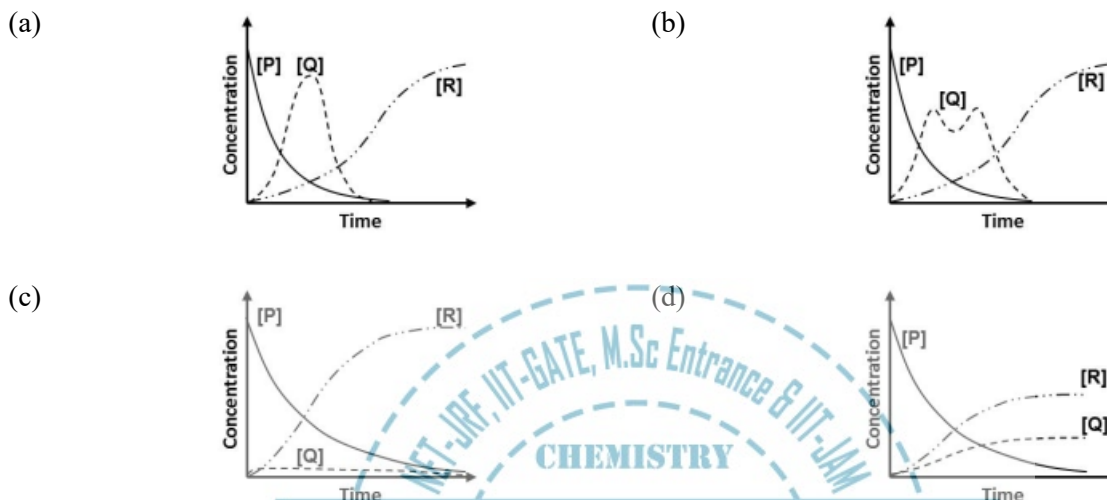 (a)
(b)
[P]
[Q]
[R]
Concentration
Time
[P]
[Q]
[R]
Concentration
Time
(c)
(d)
[P]
[R]
[Q]
Concentration
Time
[P]
[R]
[Q]
Concentration
Time
NET-JRF, IIT-GATE, M.Sc Entrance & IIT-JAM
CHEMISTRY